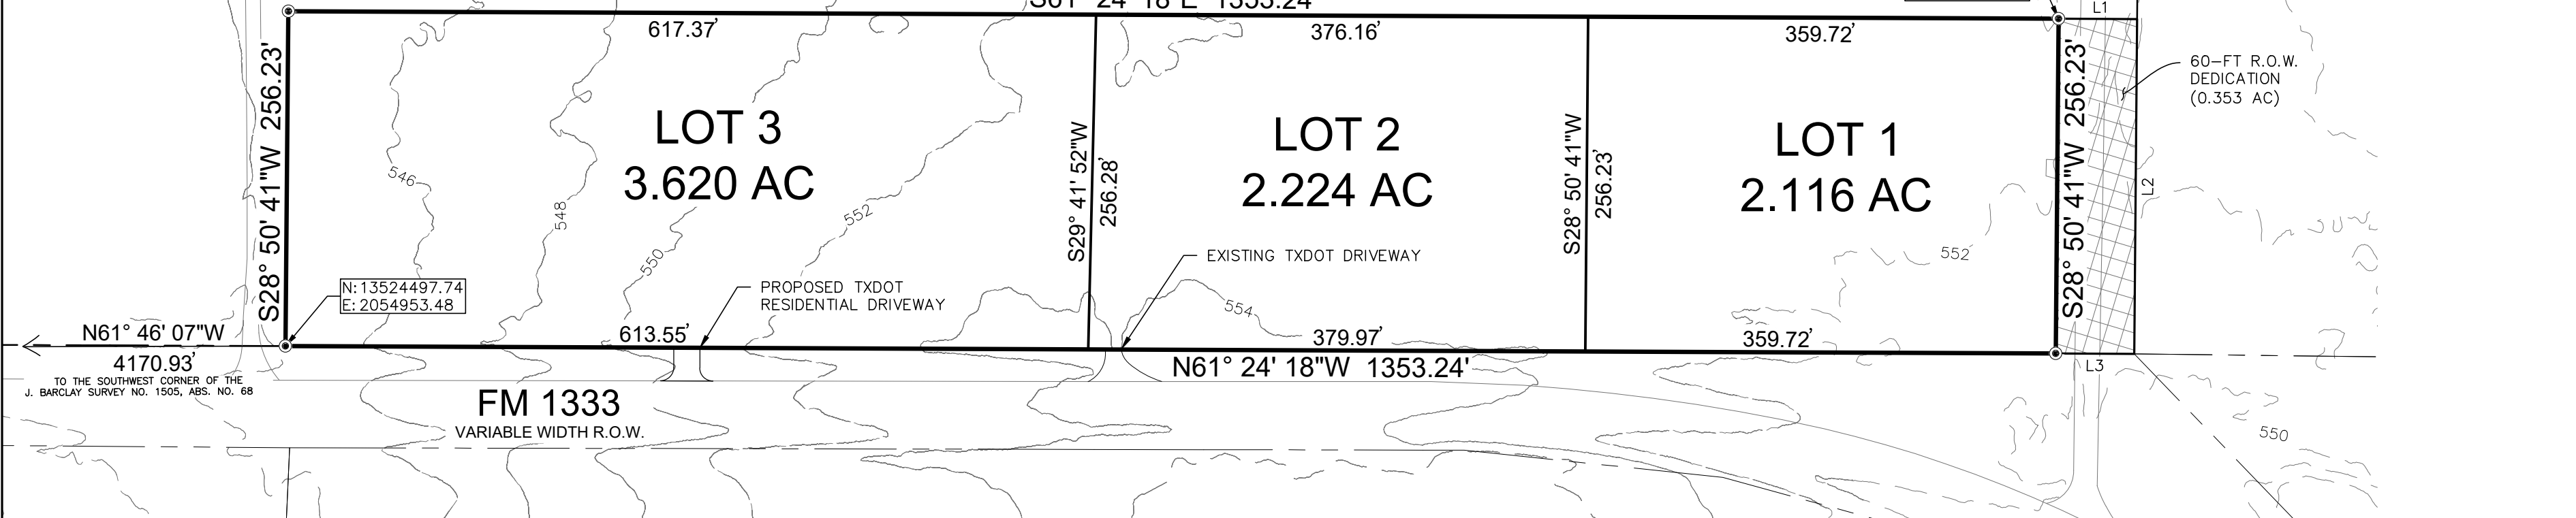 S61° 24' 18"E 1353.24'
L1
617.37'
376.16'
359.72'
S28° 50' 41"W 256.23'
LOT 3
3.620 AC
S29° 41' 52"W
256.28'
LOT 2
2.224 AC
S28° 50' 41"W
256.23'
LOT 1
2.116 AC
S28° 50' 41"W 256.23'
60-FT R.O.W.
DEDICATION
(0.353 AC)
L2
546
548
550
552
554
552
EXISTING TXDOT DRIVEWAY
N:13524497.74
E:2054953.48
PROPOSED TXDOT
RESIDENTIAL DRIVEWAY
613.55'
379.97'
359.72'
N61° 46' 07"W
4170.93'
TO THE SOUTHWEST CORNER OF THE
J. BARCLAY SURVEY NO. 1505, ABS. NO. 68
N61° 24' 18"W 1353.24'
L3
FM 1333
VARIABLE WIDTH R.O.W.
550